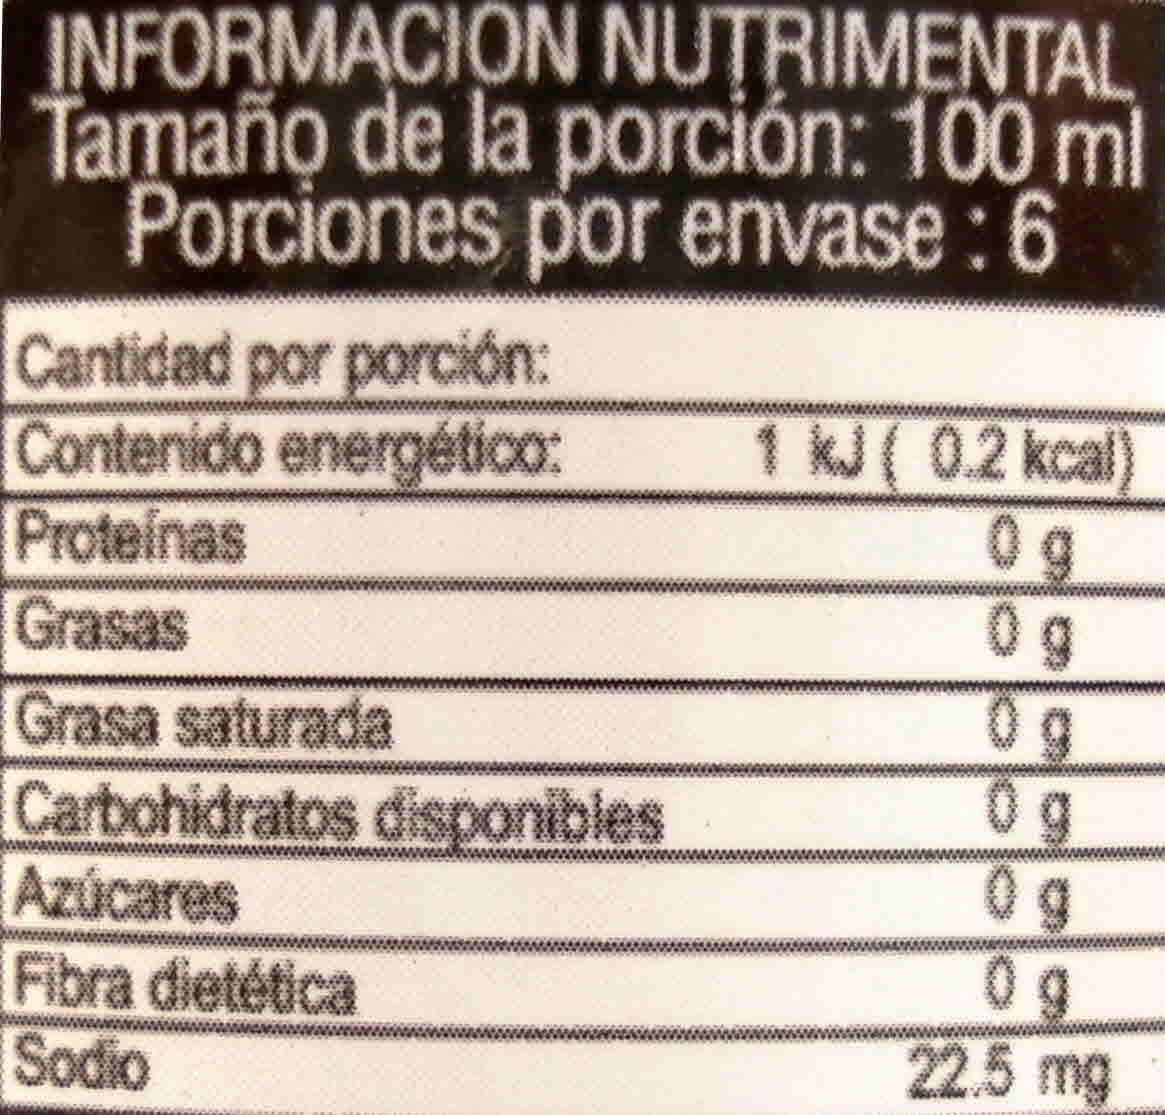 INFORMACION NUTRIMENTAL
Tamaño de la porción: 100 ml
Porciones por envase : 6
Cantidad por porción:
Contenido energético: 1 kJ ( 0.2 kcal)
Proteínas 0 g
Grasas 0 g
Grasa saturada 0 g
Carbohidratos disponibles 0 g
Azúcares 0 g
Fibra dietética 0 g
Sodio 22.5 mg